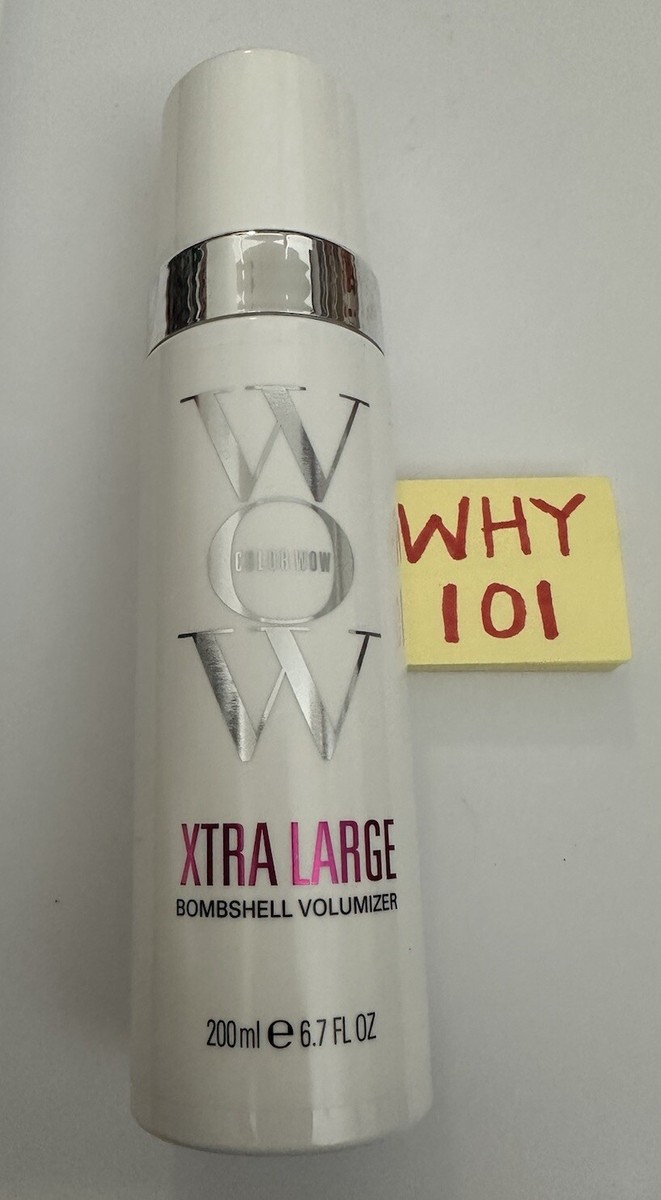 W
O
COLOR WOW
W
WHY
101
XTRA LARGE
BOMBSHELL VOLUMIZER
200ml e 6.7 FL OZ